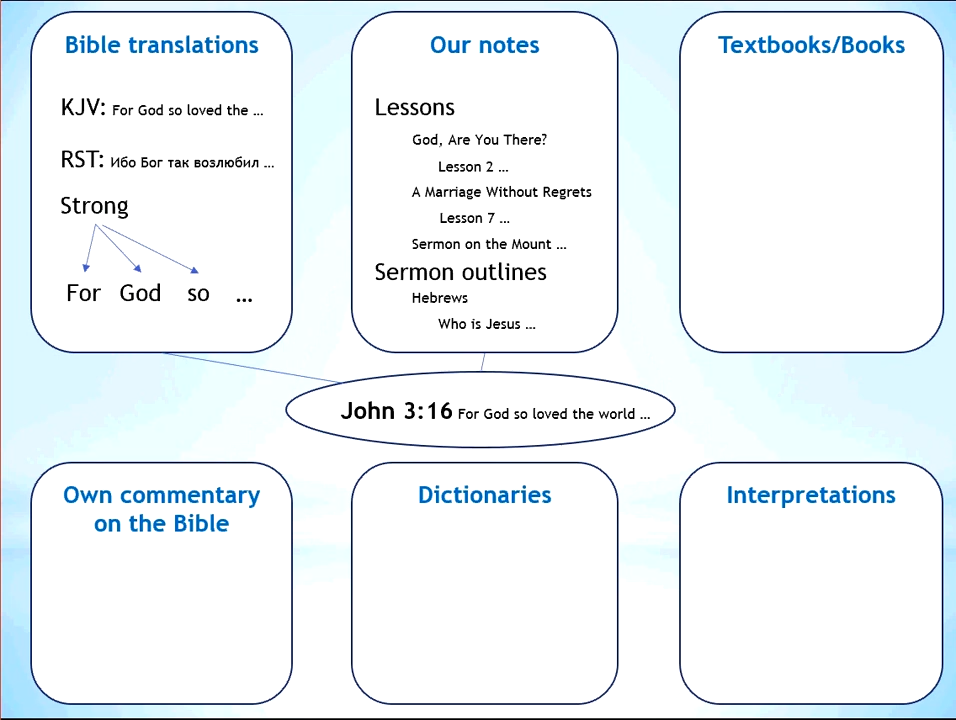 Bible translations
KJV: For God so loved the ...
RST: Ибо Бог так возлюбил ...
Strong
For God so ...
Our notes
Lessons
God, Are You There?
Lesson 2 ...
A Marriage Without Regrets
Lesson 7 ...
Sermon on the Mount ...
Sermon outlines
Hebrews
Who is Jesus ...
Textbooks/Books
John 3:16 For God so loved the world ...
Own commentary
on the Bible
Dictionaries
Interpretations